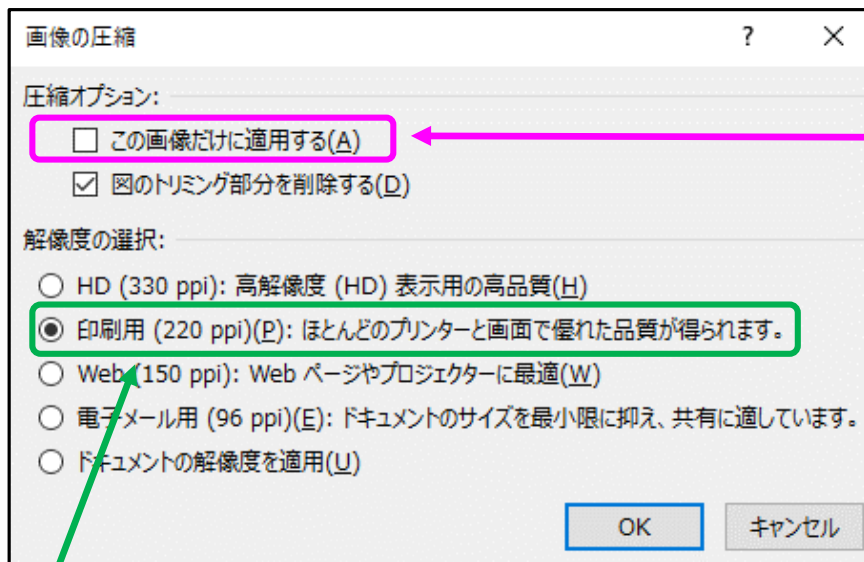 画像の圧縮
?
圧縮オプション:
この画像だけに適用する(A)
図のトリミング部分を削除する(D)
解像度の選択:
HD (330 ppi): 高解像度 (HD) 表示用の高品質(H)
印刷用 (220 ppi)(P): ほとんどのプリンターと画面で優れた品質が得られます。
Web (150 ppi): Web ページやプロジェクターに最適(W)
電子メール用 (96 ppi)(E): ドキュメントのサイズを最小限に抑え、共有に適しています。
ドキュメントの解像度を適用(U)
OK キャンセル